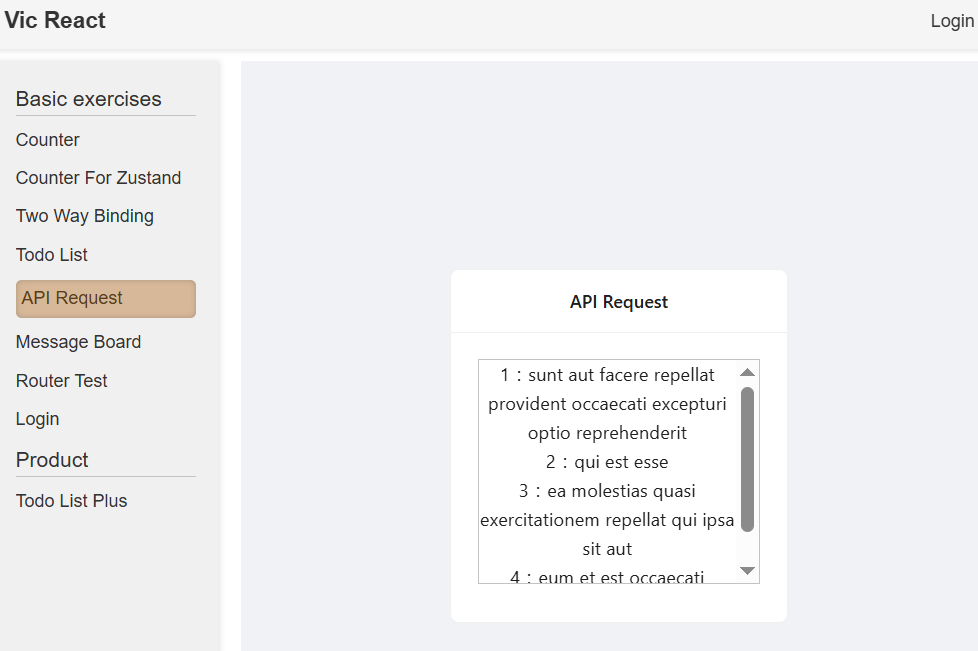 Vic React
Login
Basic exercises
Counter
Counter For Zustand
Two Way Binding
Todo List
API Request
Message Board
Router Test
Login
Product
Todo List Plus
API Request
1：sunt aut facere repellat
provident occaecati excepturi
optio reprehenderit
2：qui est esse
3：ea molestias quasi
exercitationem repellat qui ipsa
sit aut
4：eum et est occaecati